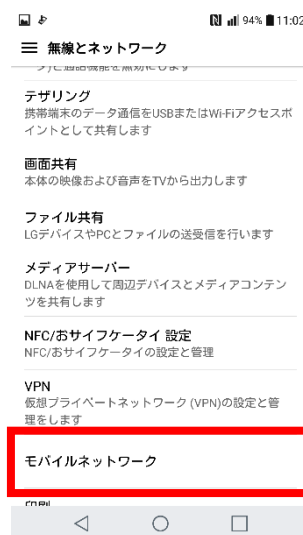 94% 11:02
無線とネットワーク
テザリング
携帯端末のデータ通信をUSBまたはWi-Fiアクセスポ
イントとして共有します
画面共有
本体の映像および音声をTVから出力します
ファイル共有
LGデバイスやPCとファイルの送受信を行います
メディアサーバー
DLNAを使用して周辺デバイスとメディアコンテン
ツを共有します
NFC/おサイフケータイ 設定
NFC/おサイフケータイの設定と管理
VPN
仮想プライベートネットワーク (VPN)の設定と管
理をします
モバイルネットワーク